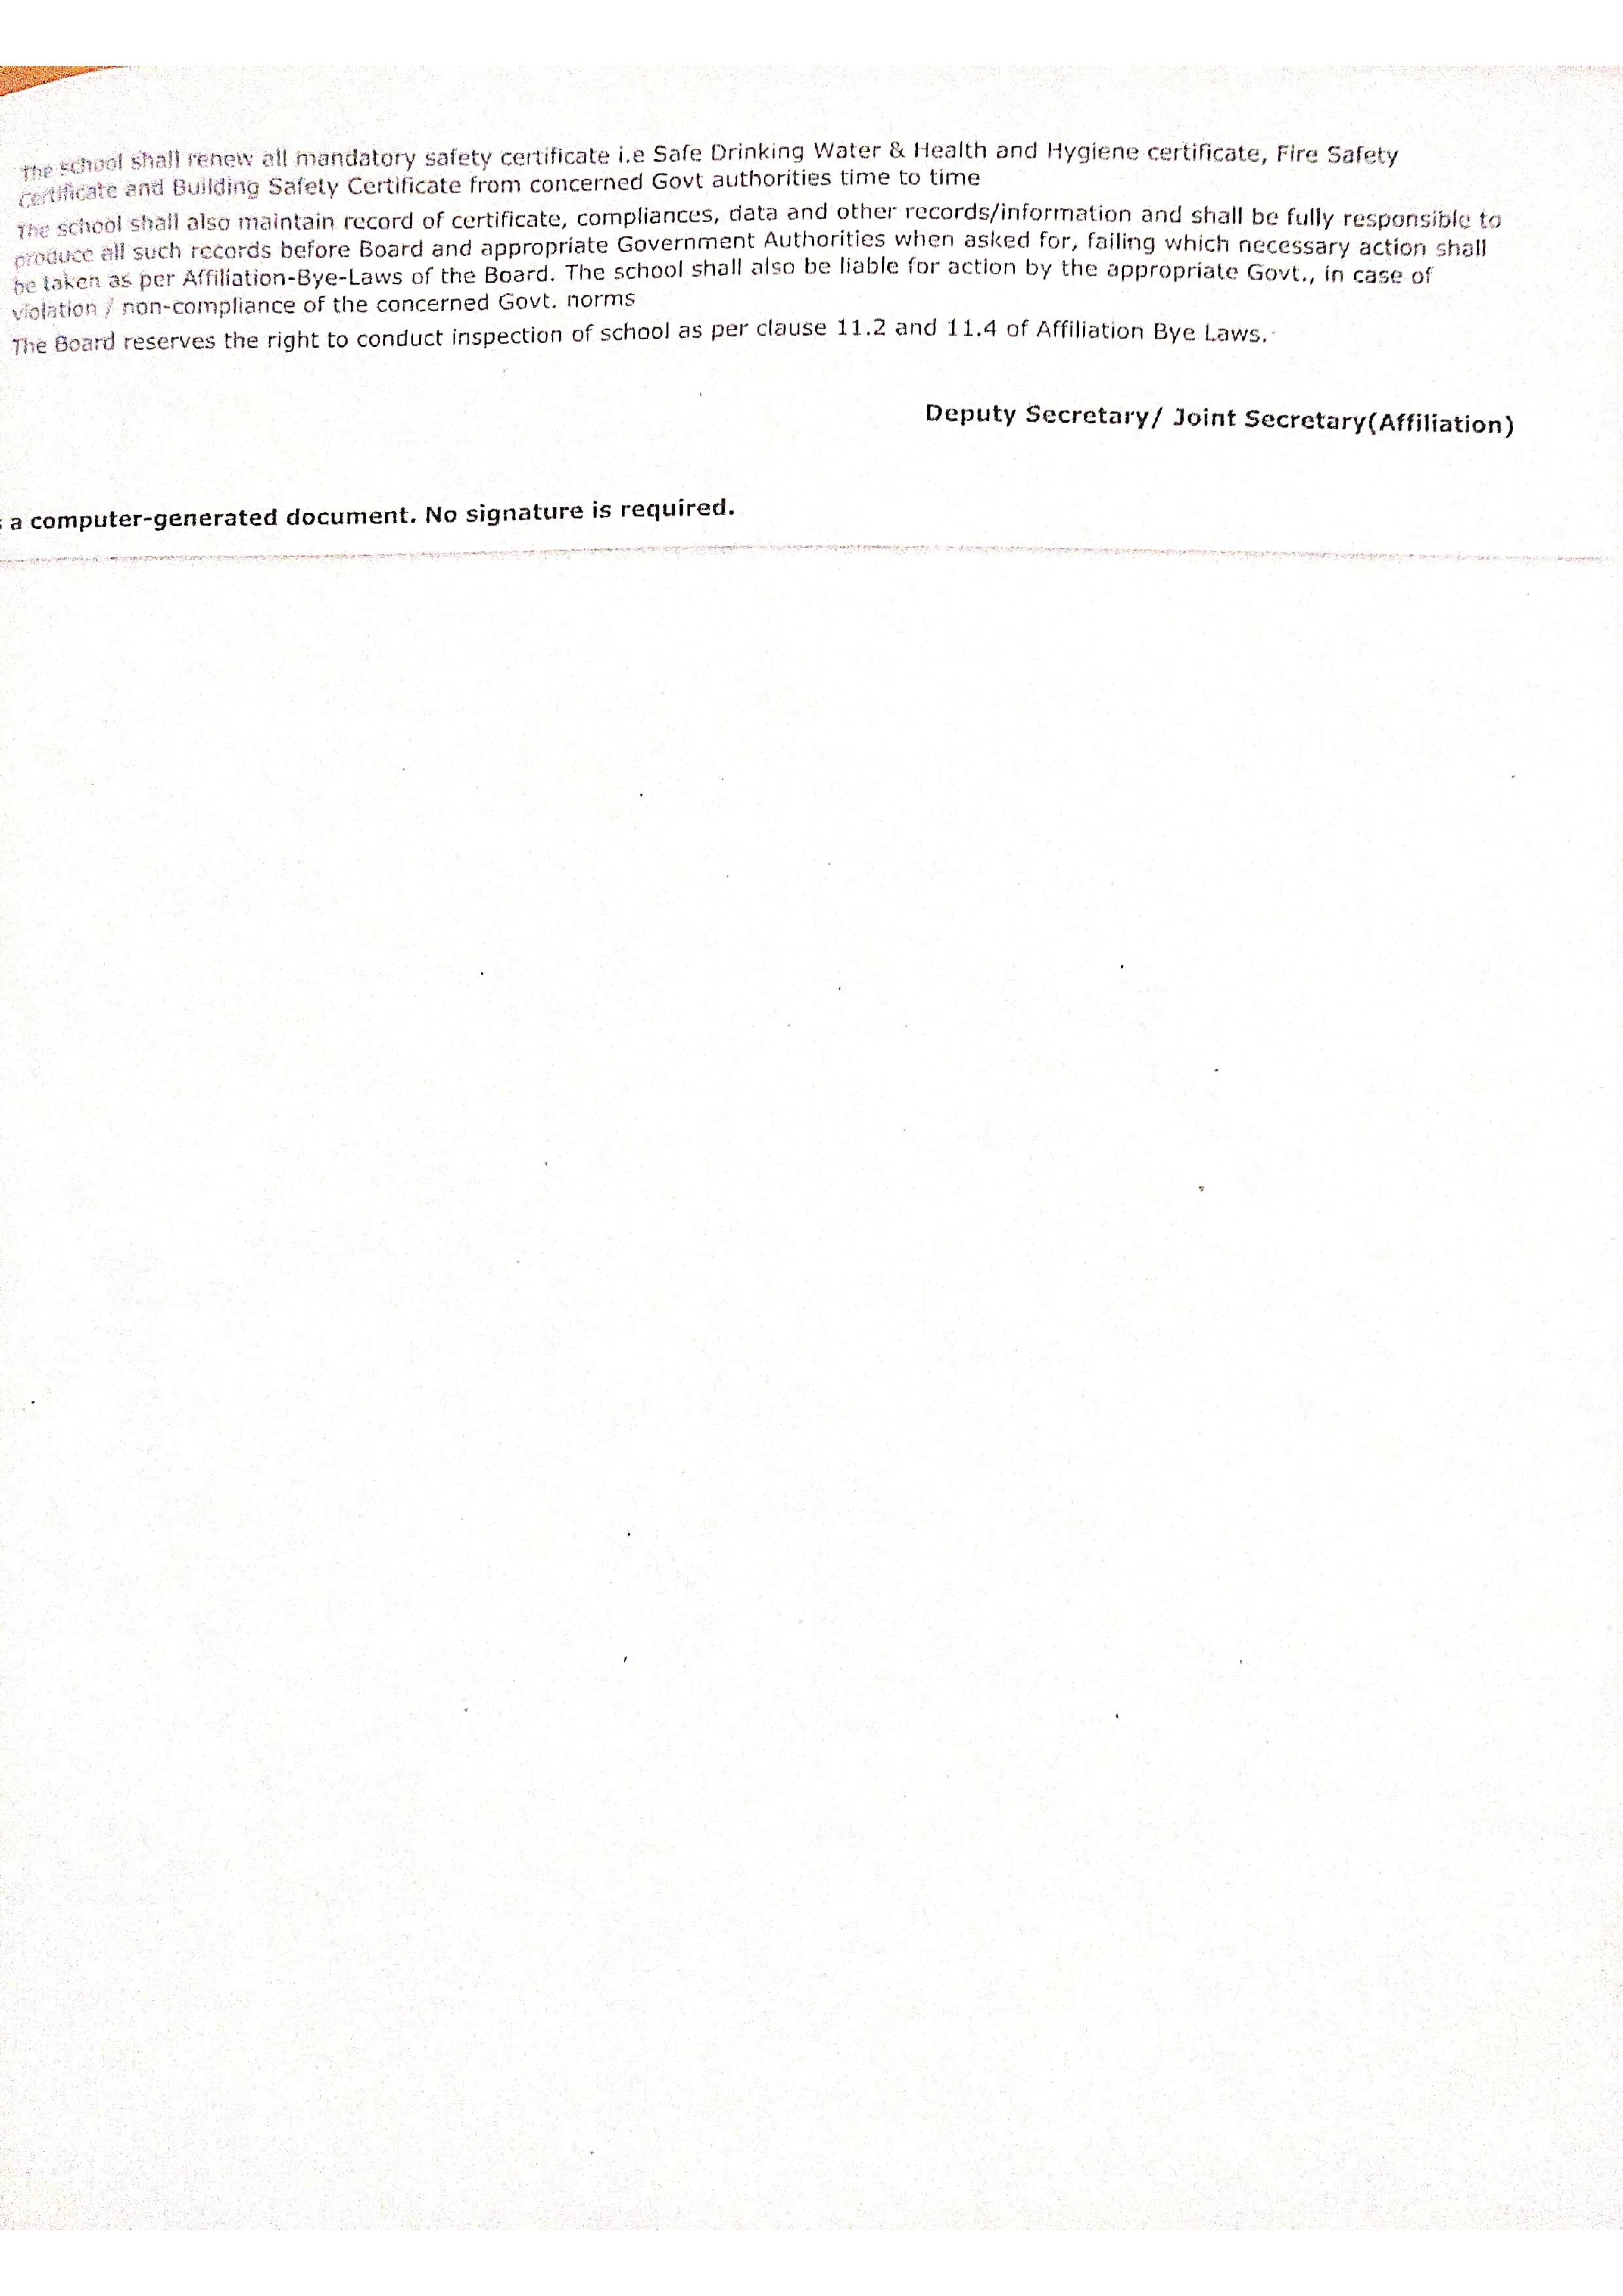 The school shall renew all mandatory safety certificate i.e Safe Drinking Water & Health and Hygiene certificate, Fire Safety
Certificate and Building Safety Certificate from concerned Govt authorities time to time
The school shall also maintain record of certificate, compliances, data and other records/information and shall be fully responsible to
produce all such records before Board and appropriate Government Authorities when asked for, failing which necessary action shall
be taken as per Affiliation-Bye-Laws of the Board. The school shall also be liable for action by the appropriate Govt., in case of
violation / non-compliance of the concerned Govt. norms
The Board reserves the right to conduct inspection of school as per clause 11.2 and 11.4 of Affiliation Bye Laws.
Deputy Secretary/ Joint Secretary(Affiliation)
a computer-generated document. No signature is required.